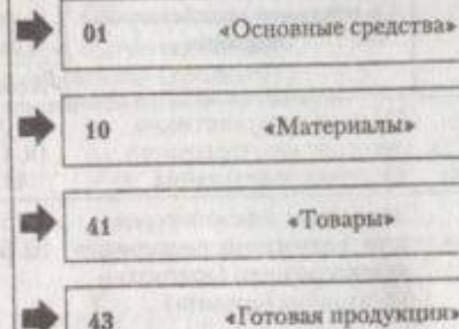 01 «Основные средства»
10 «Материалы»
41 «Товары»
43 «Готовая продукция»